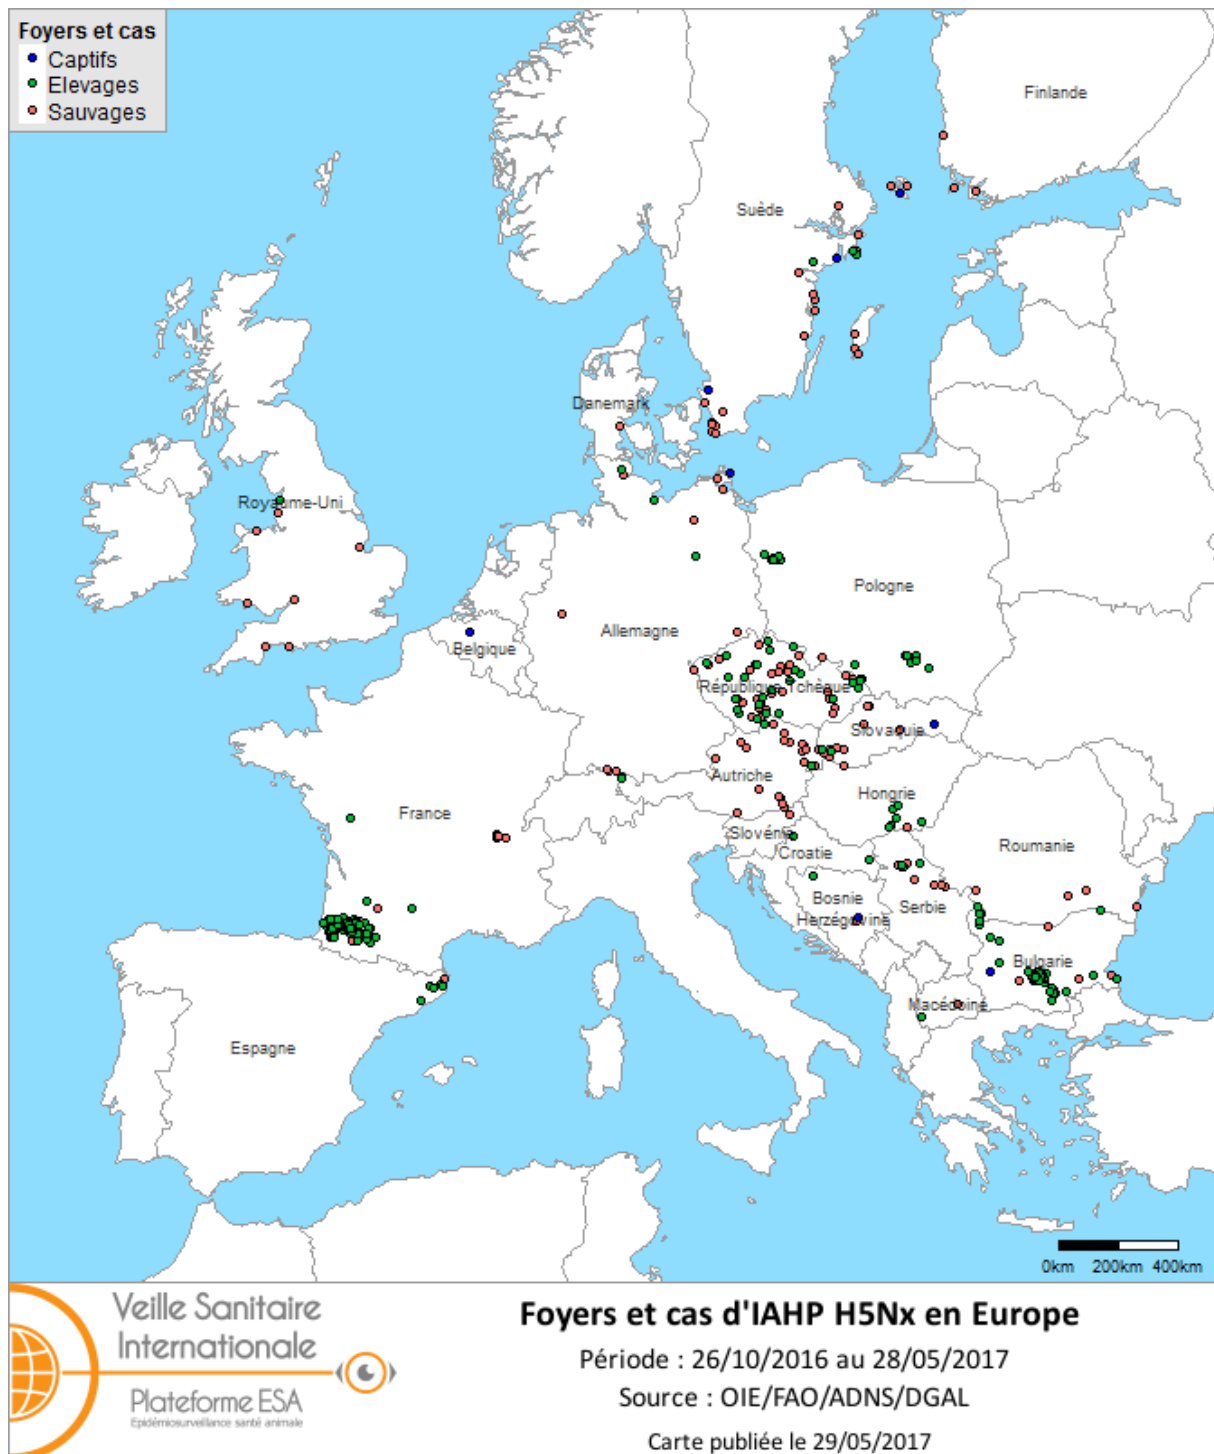 Foyers et cas
Captifs
Elevages
Sauvages
Finlande
Suède
Danemark
Royaume-Uni
Pologne
Allemagne
Belgique
République Tchèque
Slovaquie
Autriche
Hongrie
France
Slovénie
Croatie
Roumanie
Bosnie
Herzégovine
Serbie
Bulgarie
Macédoine
Espagne
0km 200km 400km
Veille Sanitaire
Internationale
Plateforme ESA
Epidémiosurveillance santé animale
Foyers et cas d'IAHP H5Nx en Europe
Période : 26/10/2016 au 28/05/2017
Source : OIE/FAO/ADNS/DGAL
Carte publiée le 29/05/2017